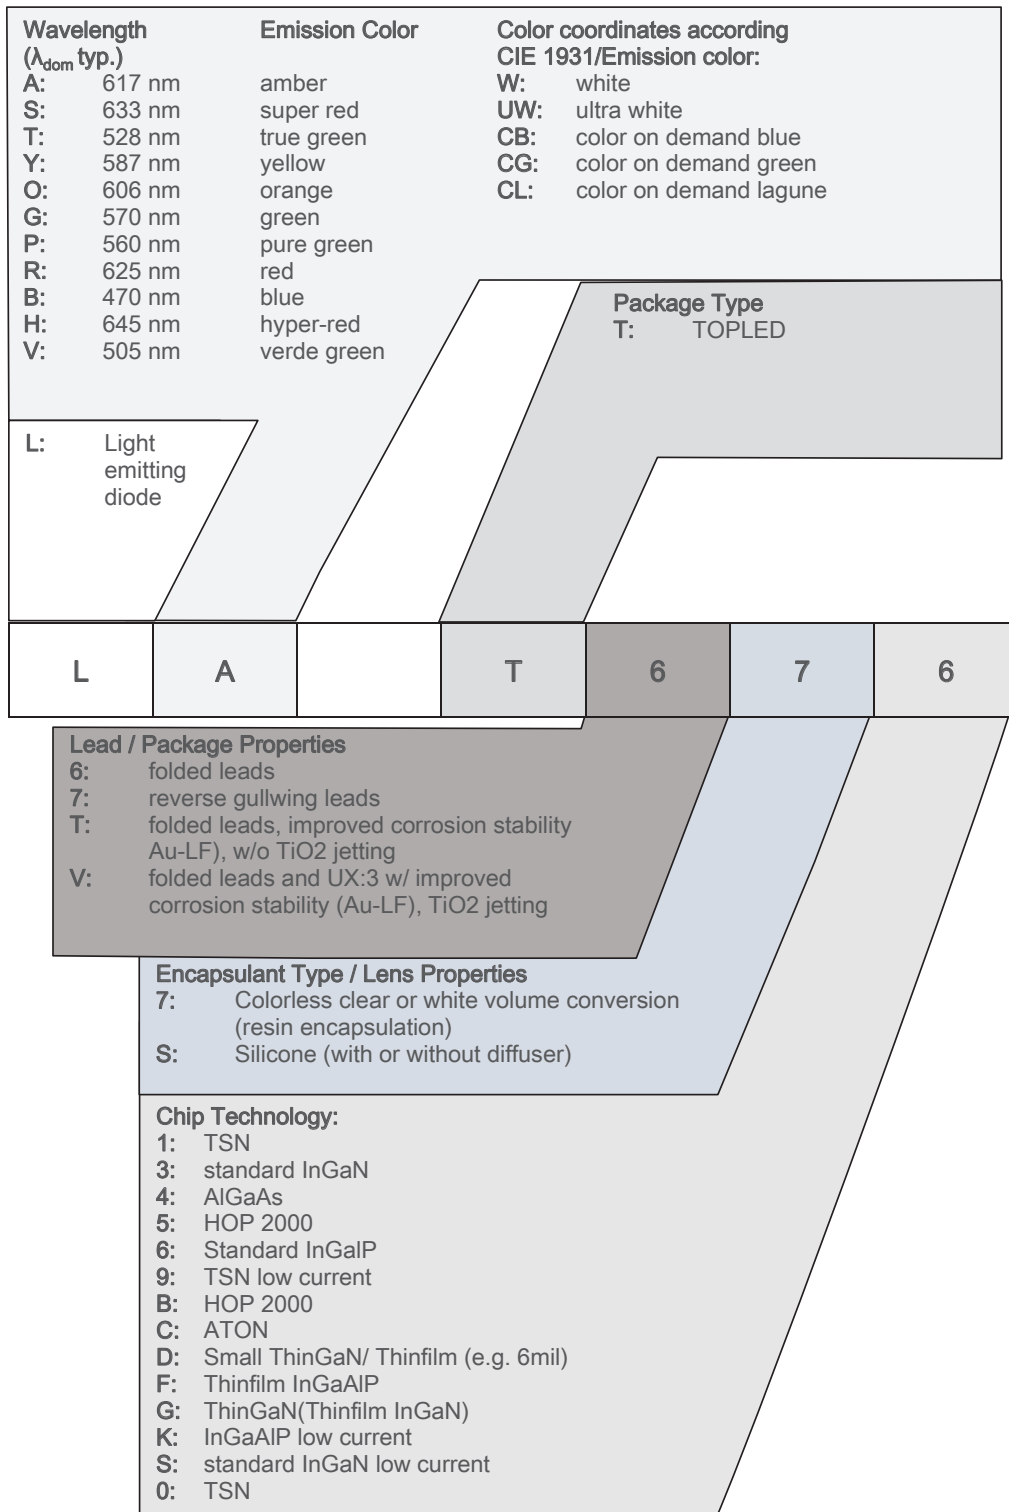 Wavelength Emission Color Color coordinates according
(λdom typ.) CIE 1931/Emission color:
A: 617 nm amber W: white
S: 633 nm super red UW: ultra white
T: 528 nm true green CB: color on demand blue
Y: 587 nm yellow CG: color on demand green
O: 606 nm orange CL: color on demand lagune
G: 570 nm green
P: 560 nm pure green
R: 625 nm red
B: 470 nm blue
H: 645 nm hyper-red
V: 505 nm verde green
Package Type
T: TOPLED
L: Light
emitting
diode
L A T 6 7 6
Lead / Package Properties
6: folded leads
7: reverse gullwing leads
T: folded leads, improved corrosion stability
Au-LF), w/o TiO2 jetting
V: folded leads and UX:3 w/ improved
corrosion stability (Au-LF), TiO2 jetting
Encapsulant Type / Lens Properties
7: Colorless clear or white volume conversion
(resin encapsulation)
S: Silicone (with or without diffuser)
Chip Technology:
1: TSN
3: standard InGaN
4: AlGaAs
5: HOP 2000
6: Standard InGalP
9: TSN low current
B: HOP 2000
C: ATON
D: Small ThinGaN/ Thinfilm (e.g. 6mil)
F: Thinfilm InGaAlP
G: ThinGaN(Thinfilm InGaN)
K: InGaAlP low current
S: standard InGaN low current
0: TSN